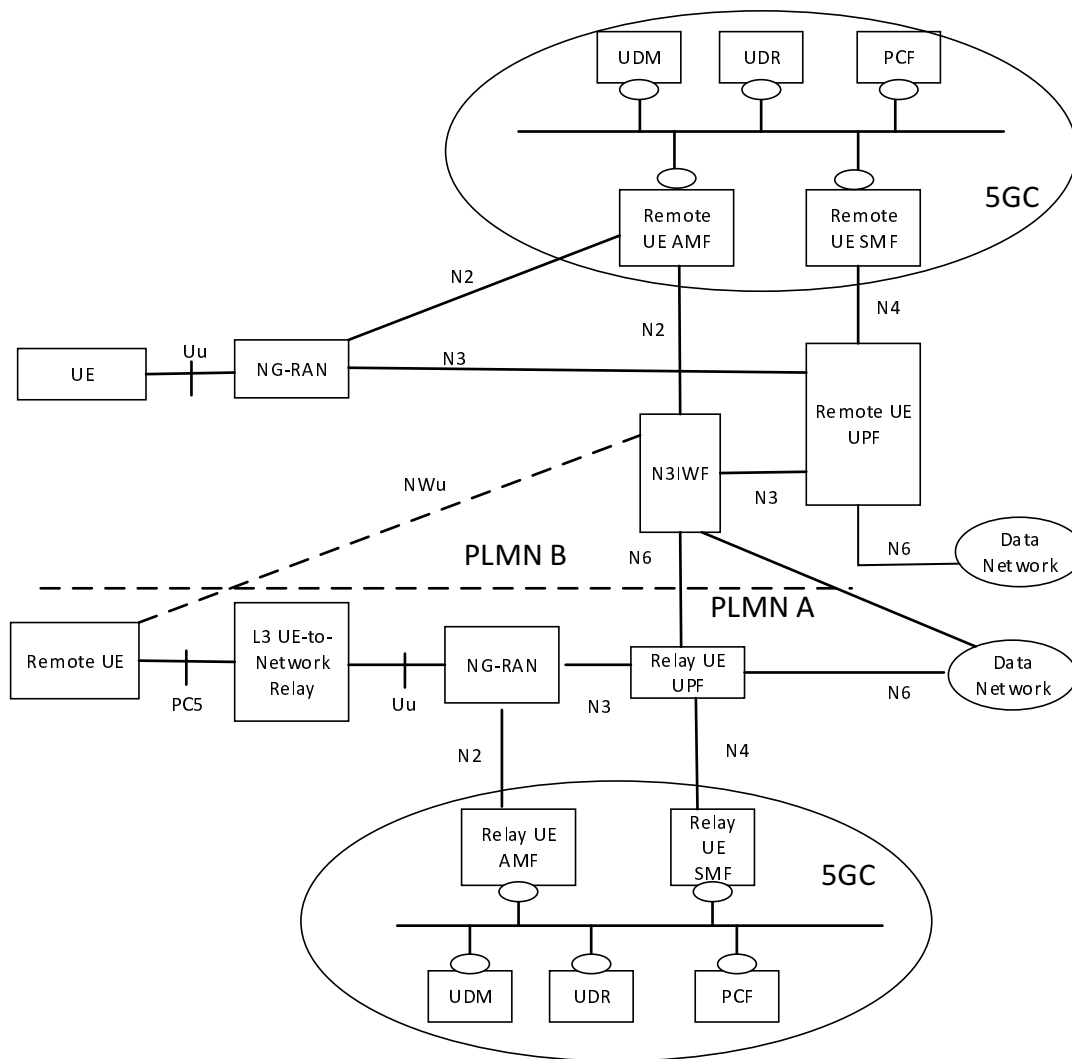 UDM
UDR
PCF
5GC
Remote
UE AMF
Remote
UE SMF
N2
N2
N4
Uu
UE
NG-RAN
N3
Remote UE
UPF
N3IWF
NWu
N3
N6
N6
Data
Network
PLMN B
PLMN A
Remote UE
PC5
L3 UE-to-
Network
Relay
Uu
NG-RAN
N3
Relay UE
UPF
N6
Data
Network
N2
N4
Relay UE
AMF
Relay
UE
SMF
5GC
UDM
UDR
PCF